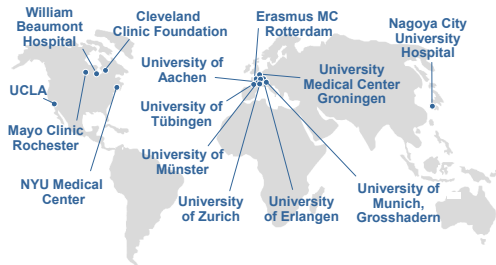 William
Beaumont
Hospital
Cleveland
Clinic Foundation
Erasmus MC
Rotterdam
Nagoya City
University
Hospital
University of
Aachen
University
Medical Center
Groningen
UCLA
University of
Tübingen
Mayo Clinic
Rochester
University of
Münster
NYU Medical
Center
University
of Zurich
University
of Erlangen
University of
Munich,
Grosshadern